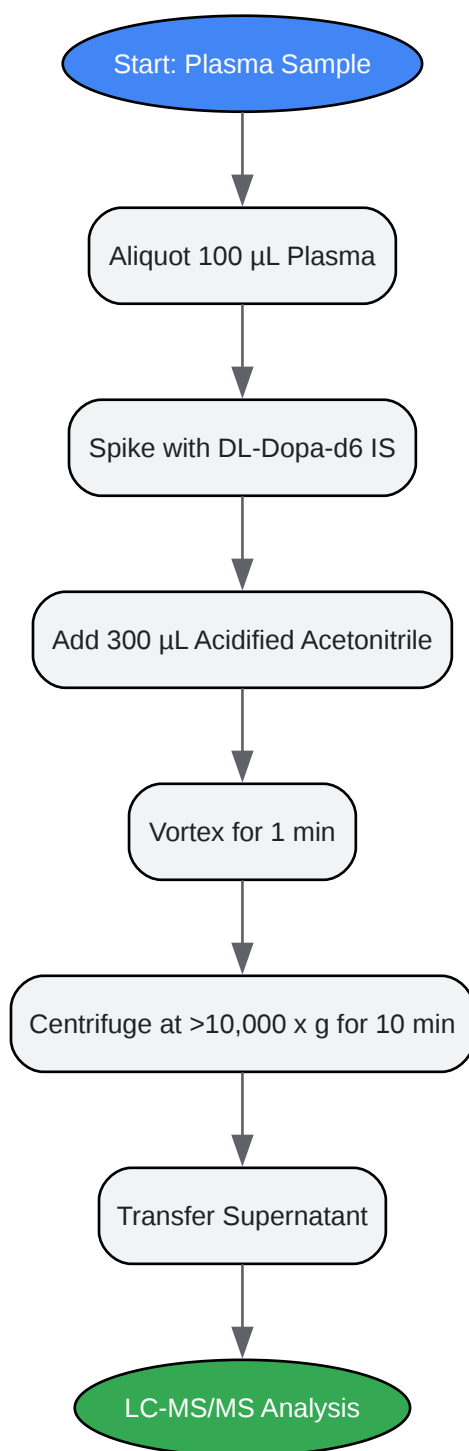 Start: Plasma Sample
Aliquot 100 µL Plasma
Spike with DL-Dopa-d6 IS
Add 300 µL Acidified Acetonitrile
Vortex for 1 min
Centrifuge at >10,000 x g for 10 min
Transfer Supernatant
LC-MS/MS Analysis